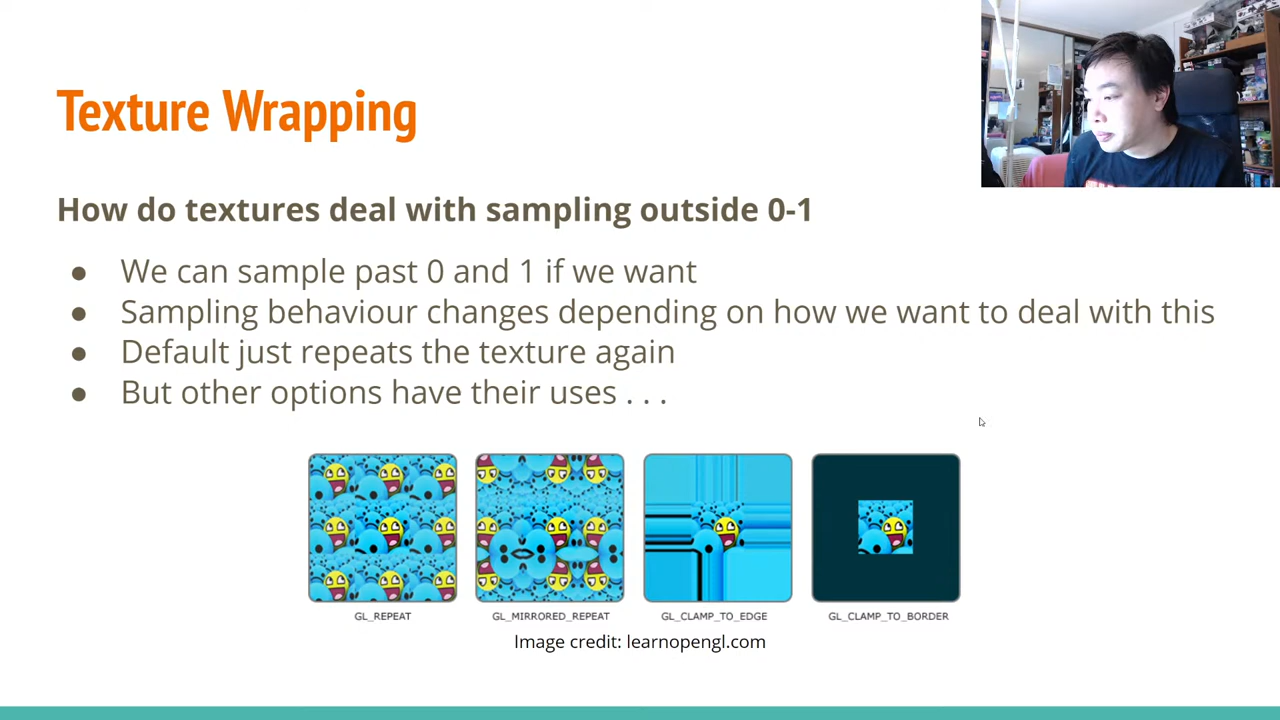 Texture Wrapping
How do textures deal with sampling outside 0-1
● We can sample past 0 and 1 if we want
● Sampling behaviour changes depending on how we want to deal with this
● Default just repeats the texture again
● But other options have their uses . . .
GL_REPEAT GL_MIRRORED_REPEAT GL_CLAMP_TO_EDGE GL_CLAMP_TO_BORDER
Image credit: learnopengl.com